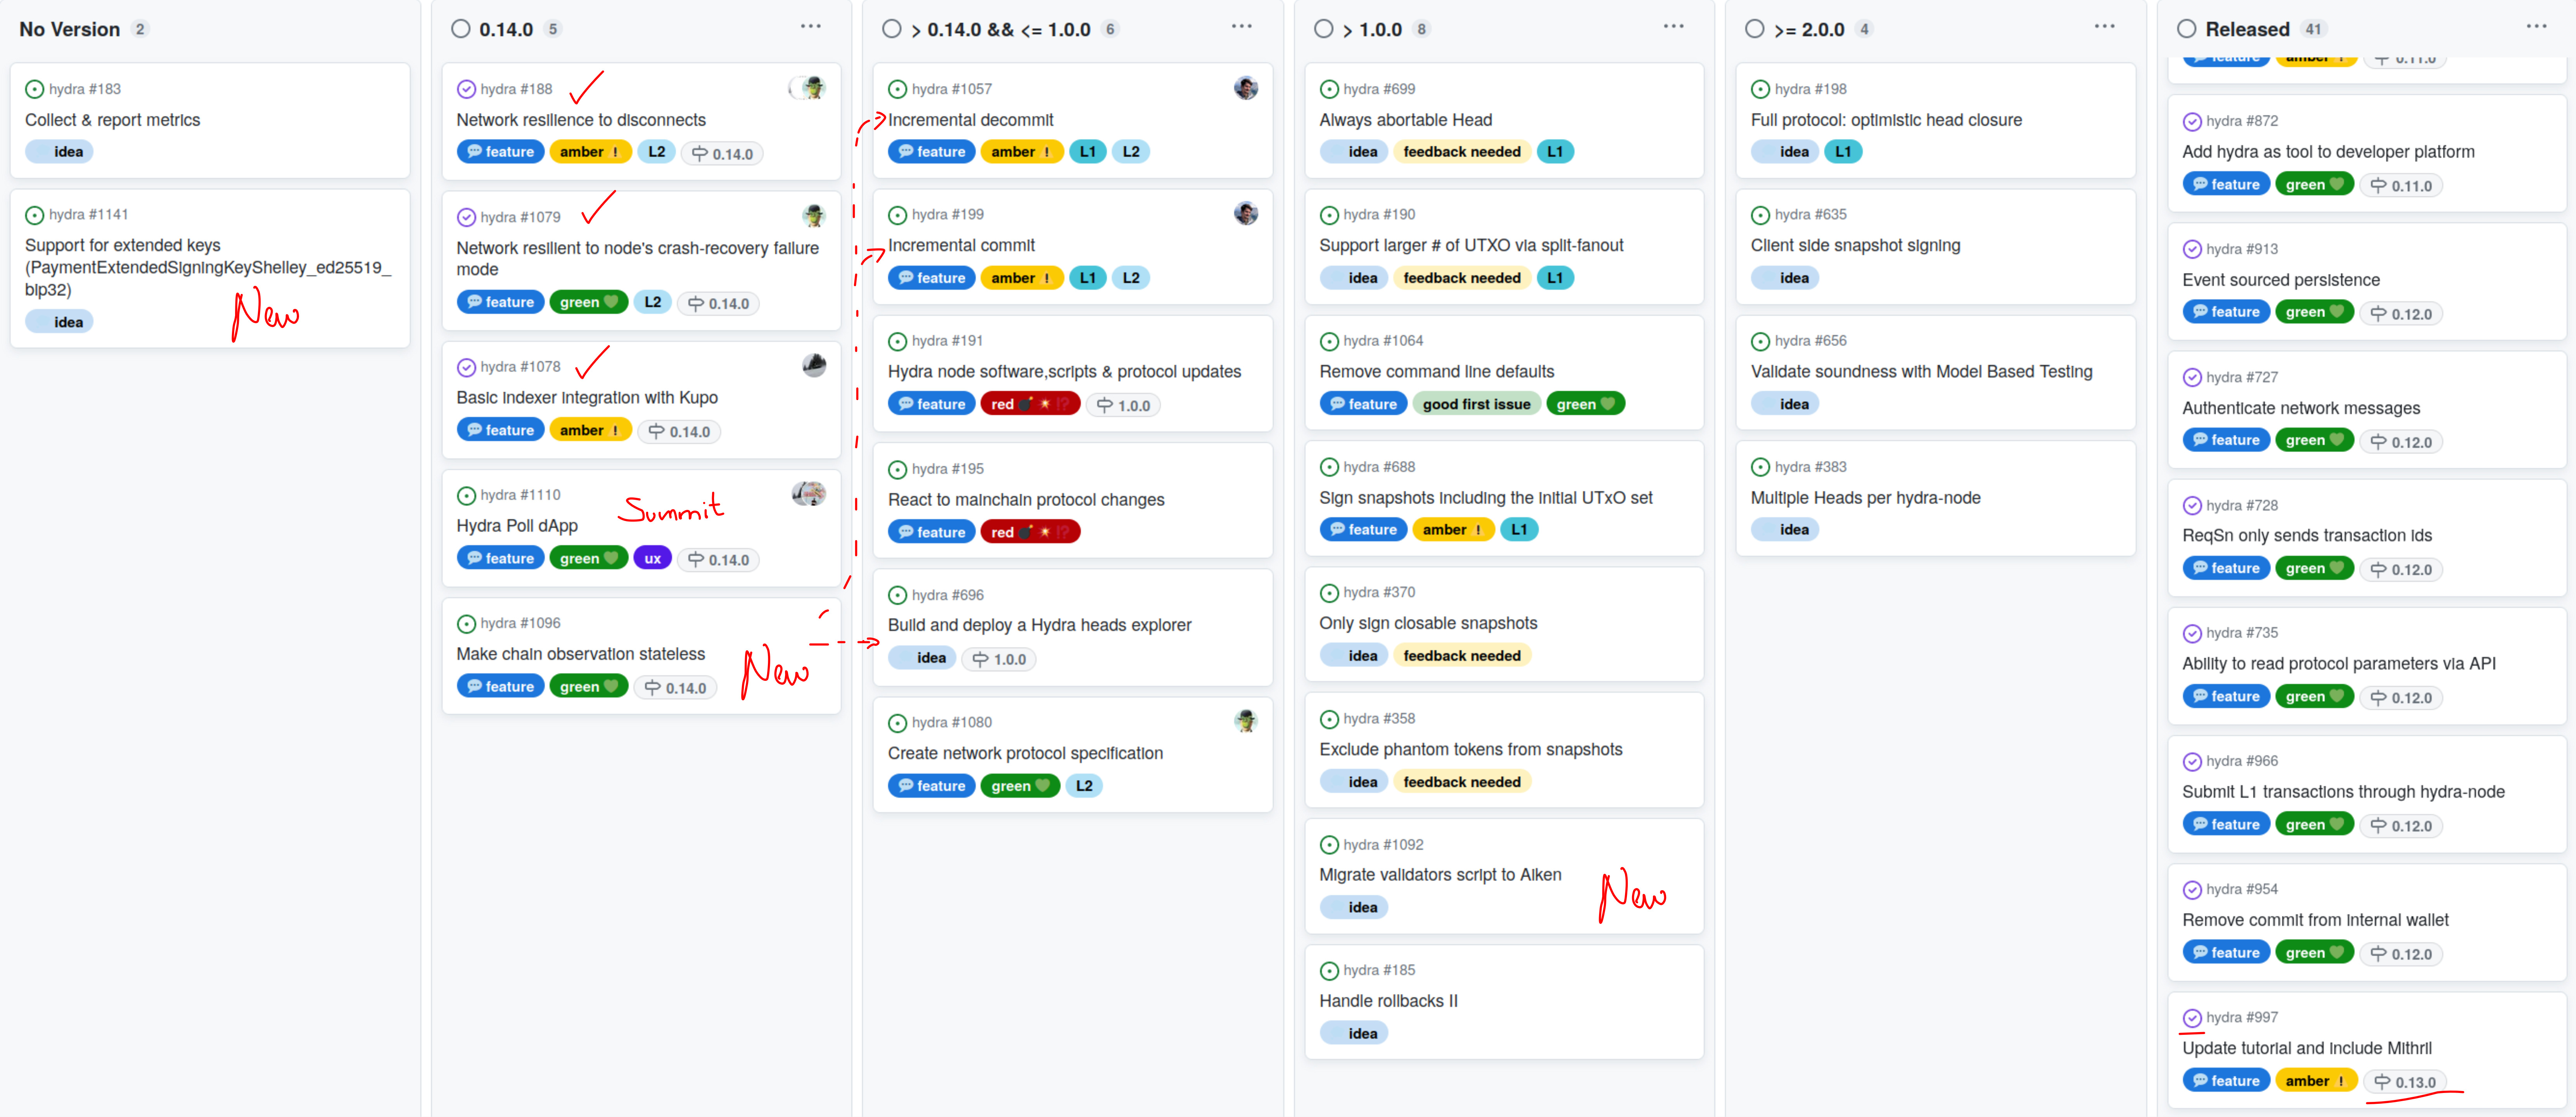 No Version 2
hydra #183
Collect & report metrics
idea
hydra #1141
Support for extended keys
(PaymentExtendedSigningKeyShelley_ed25519_
bip32)
New
idea
0.14.0 5
hydra #188
Network resilience to disconnects
feature amber ! L2 0.14.0
hydra #1079
Network resilient to node's crash-recovery failure
mode
feature green L2 0.14.0
hydra #1078
Basic indexer integration with Kupo
feature amber ! 0.14.0
hydra #1110
Summit
Hydra Poll dApp
feature green ux 0.14.0
hydra #1096
Make chain observation stateless
New
feature green 0.14.0
> 0.14.0 && <= 1.0.0 6
hydra #1057
Incremental decommit
feature amber ! L1 L2
hydra #199
Incremental commit
feature amber ! L1 L2
hydra #191
Hydra node software,scripts & protocol updates
feature red 💣 💥 ⁉ 1.0.0
hydra #195
React to mainchain protocol changes
feature red 💣 💥 ⁉
hydra #696
Build and deploy a Hydra heads explorer
idea 1.0.0
hydra #1080
Create network protocol specification
feature green L2
> 1.0.0 8
hydra #699
Always abortable Head
idea feedback needed L1
hydra #190
Support larger # of UTXO via split-fanout
idea feedback needed L1
hydra #1064
Remove command line defaults
feature good first issue green
hydra #688
Sign snapshots including the initial UTxO set
feature amber ! L1
hydra #370
Only sign closable snapshots
idea feedback needed
hydra #358
Exclude phantom tokens from snapshots
idea feedback needed
hydra #1092
Migrate validators script to Aiken
New
idea
hydra #185
Handle rollbacks II
idea
>= 2.0.0 4
hydra #198
Full protocol: optimistic head closure
idea L1
hydra #635
Client side snapshot signing
idea
hydra #656
Validate soundness with Model Based Testing
idea
hydra #383
Multiple Heads per hydra-node
idea
Released 41
feature amber ! 0.11.0
hydra #872
Add hydra as tool to developer platform
feature green 0.11.0
hydra #913
Event sourced persistence
feature green 0.12.0
hydra #727
Authenticate network messages
feature green 0.12.0
hydra #728
ReqSn only sends transaction ids
feature green 0.12.0
hydra #735
Ability to read protocol parameters via API
feature green 0.12.0
hydra #966
Submit L1 transactions through hydra-node
feature green 0.12.0
hydra #954
Remove commit from internal wallet
feature green 0.12.0
hydra #997
Update tutorial and include Mithril
feature amber ! 0.13.0